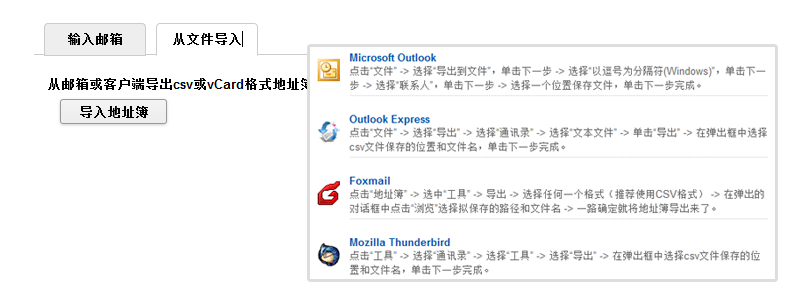 输入邮箱
从文件导入
从邮箱或客户端导出csv或vCard格式地址
导入地址簿
Microsoft Outlook
点击“文件” -> 选择“导出到文件”，单击下一步 -> 选择“以逗号为分隔符(Windows)”，单击下一
步 -> 选择“联系人”，单击下一步 -> 选择一个位置保存文件，单击下一步完成。
Outlook Express
点击“文件” -> 选择“导出” -> 选择“通讯录” -> 选择“文本文件” -> 单击“导出” -> 在弹出框中选择
csv文件保存的位置和文件名，单击下一步完成。
Foxmail
点击“地址簿” -> 选中“工具” -> 导出 -> 选择任何一个格式（推荐使用CSV格式） -> 在弹出的
对话框中点击“浏览”选择拟保存的路径和文件名 -> 一路确定就将地址簿导出来了。
Mozilla Thunderbird
点击“工具” -> 选择“通讯录” -> 选择“工具” -> 选择“导出” -> 在弹出框中选择csv文件保存的位
置和文件名，单击下一步完成。